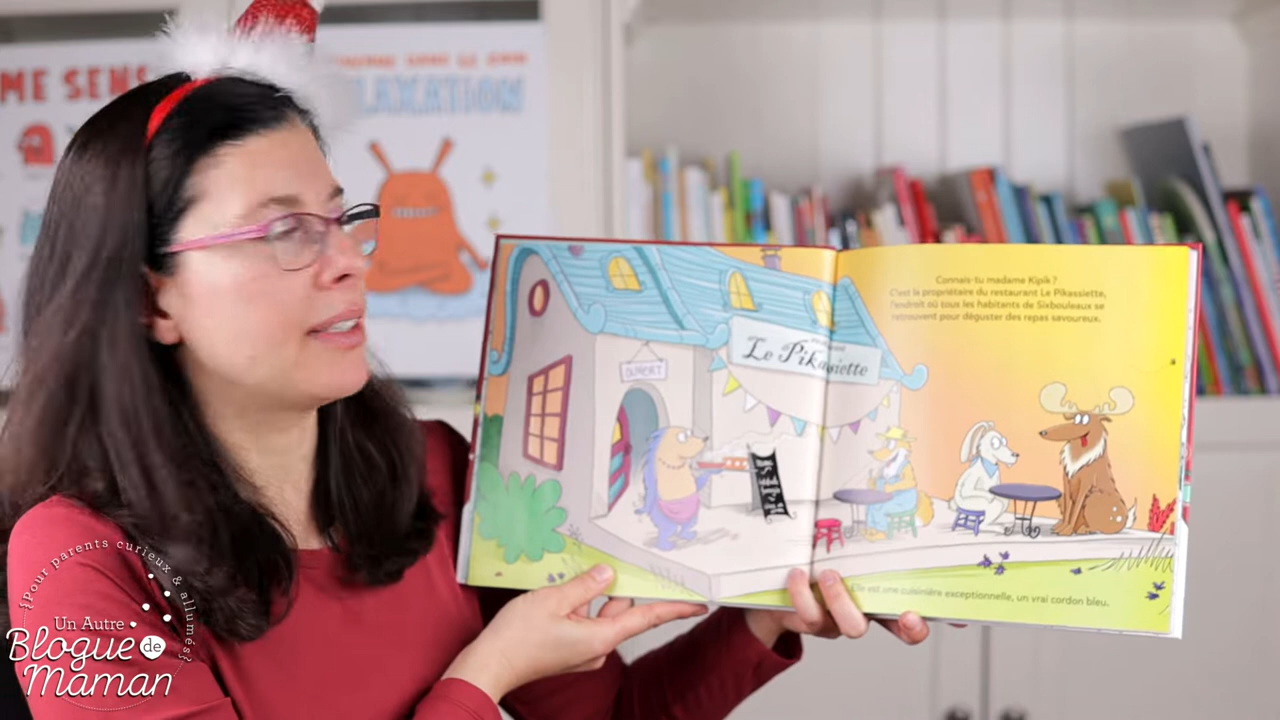 ME SENS
LAXATION
Connais-tu madame Kipik ?
C'est la propriétaire du restaurant Le Pikassiette,
l'endroit où tous les habitants de Sixbouleaux se
retrouvent pour déguster des repas savoureux.
Le Pikassiette
OUVERT
Elle est une cuisinière exceptionnelle, un vrai cordon bleu.
{Pour parents curieux & allumés}
Un Autre
Blogue de
Maman